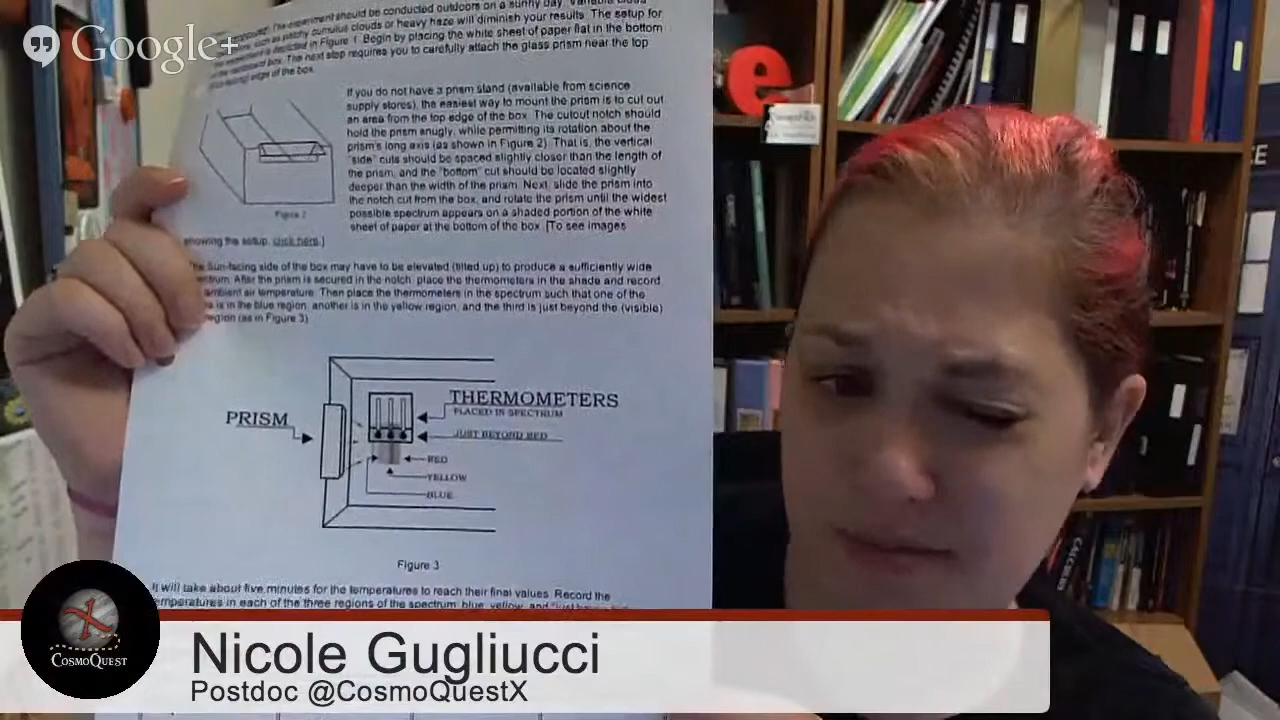 Google+
experiment should be conducted outdoors on a sunny day.
such as patchy cumulus clouds or heavy haze will diminish your results. The setup for
depicted in Figure 1. Begin by placing the white sheet of paper flat in the bottom
box. The next step requires you to carefully attach the glass prism near the top
edge of the box.
If you do not have a prism stand (available from science
supply stores), the easiest way to mount the prism is to cut out
an area from the top edge of the box. The cutout notch should
hold the prism snugly, while permitting its rotation about the
prism's long axis (as shown in Figure 2). That is, the vertical
"side" cuts should be spaced slightly closer than the length of
the prism, and the "bottom" cut should be located slightly
deeper than the width of the prism. Next, slide the prism into
the notch cut from the box, and rotate the prism until the widest
possible spectrum appears on a shaded portion of the white
sheet of paper at the bottom of the box. [To see images
Figure 2
showing the setup, click here.]
Sun-facing side of the box may have to be elevated (tilted up) to produce a sufficiently wide
After the prism is secured in the notch, place the thermometers in the shade and record
ambient air temperature. Then place the thermometers in the spectrum such that one of the
is in the blue region, another is in the yellow region, and the third is just beyond the (visible)
region (as in Figure 3)
PRISM
THERMOMETERS
PLACED IN SPECTRUM
JUST BEYOND RED
RED
YELLOW
BLUE
Figure 3
It will take about five minutes for the temperatures to reach their final values. Record the
temperatures in each of the three regions of the spectrum: blue, yellow, and "just
e
CALCULUS
E
COSMOQUEST
Nicole Gugliucci
Postdoc @CosmoQuestX